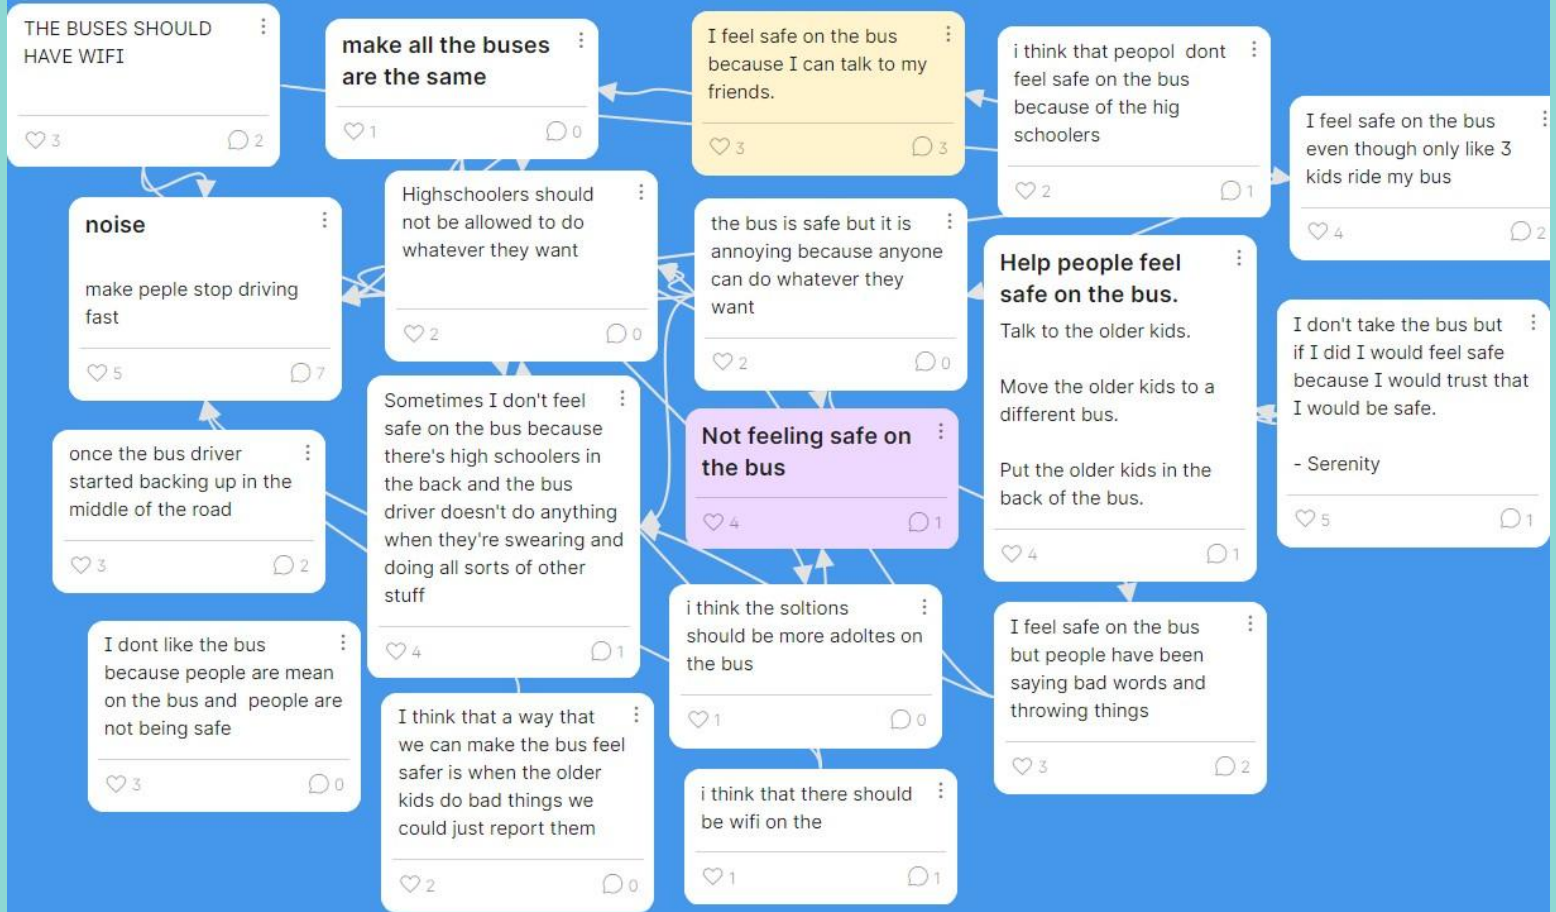 THE BUSES SHOULD
HAVE WIFI
3
2
make all the buses
are the same
1
0
I feel safe on the bus
because I can talk to my
friends.
3
3
i think that peopol dont
feel safe on the bus
because of the hig
schoolers
2
1
I feel safe on the bus
even though only like 3
kids ride my bus
4
2
noise
make peple stop driving
fast
5
7
Highschoolers should
not be allowed to do
whatever they want
2
0
the bus is safe but it is
annoying because anyone
can do whatever they
want
2
0
Help people feel
safe on the bus.
Talk to the older kids.
Move the older kids to a
different bus.
Put the older kids in the
back of the bus.
4
1
I don't take the bus but
if I did I would feel safe
because I would trust that
I would be safe.
- Serenity
5
1
once the bus driver
started backing up in the
middle of the road
3
2
Sometimes I don't feel
safe on the bus because
there's high schoolers in
the back and the bus
driver doesn't do anything
when they're swearing and
doing all sorts of other
stuff
4
1
Not feeling safe on
the bus
4
1
i think the soltions
should be more adoltes on
the bus
1
0
I feel safe on the bus
but people have been
saying bad words and
throwing things
3
2
I dont like the bus
because people are mean
on the bus and people are
not being safe
3
0
I think that a way that
we can make the bus feel
safer is when the older
kids do bad things we
could just report them
2
0
i think that there should
be wifi on the
1
1